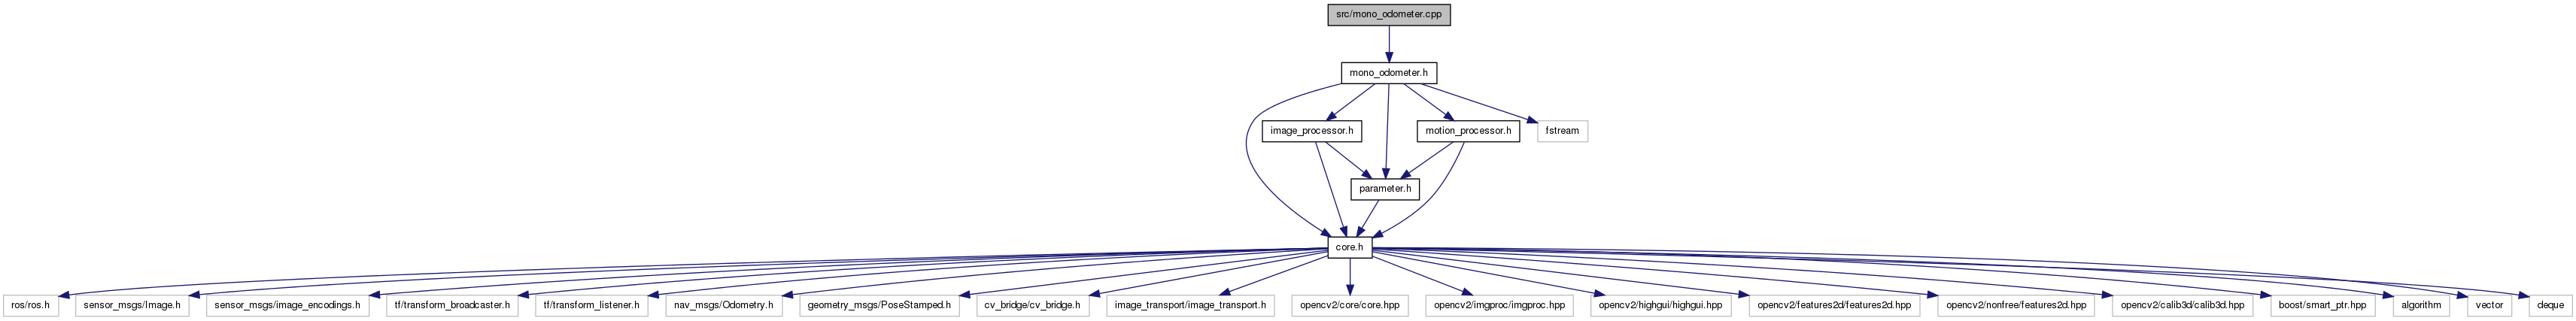 src/mono_odometer.cpp
mono_odometer.h
image_processor.h
motion_processor.h
fstream
parameter.h
core.h
ros/ros.h
sensor_msgs/Image.h
sensor_msgs/image_encodings.h
tf/transform_broadcaster.h
tf/transform_listener.h
nav_msgs/Odometry.h
geometry_msgs/PoseStamped.h
cv_bridge/cv_bridge.h
image_transport/image_transport.h
opencv2/core/core.hpp
opencv2/imgproc/imgproc.hpp
opencv2/highgui/highgui.hpp
opencv2/features2d/features2d.hpp
opencv2/nonfree/features2d.hpp
opencv2/calib3d/calib3d.hpp
boost/smart_ptr.hpp
algorithm
vector
deque